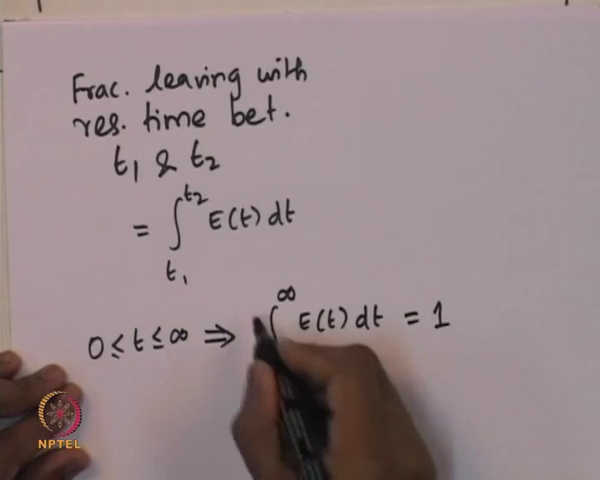 Frac. leaving with
res. time bet.
t₁ & t₂
= ∫t₁^t₂ E(t) dt
0 ≤ t ≤ ∞ ⇒ ∫^∞ E(t) dt = 1
NPTEL